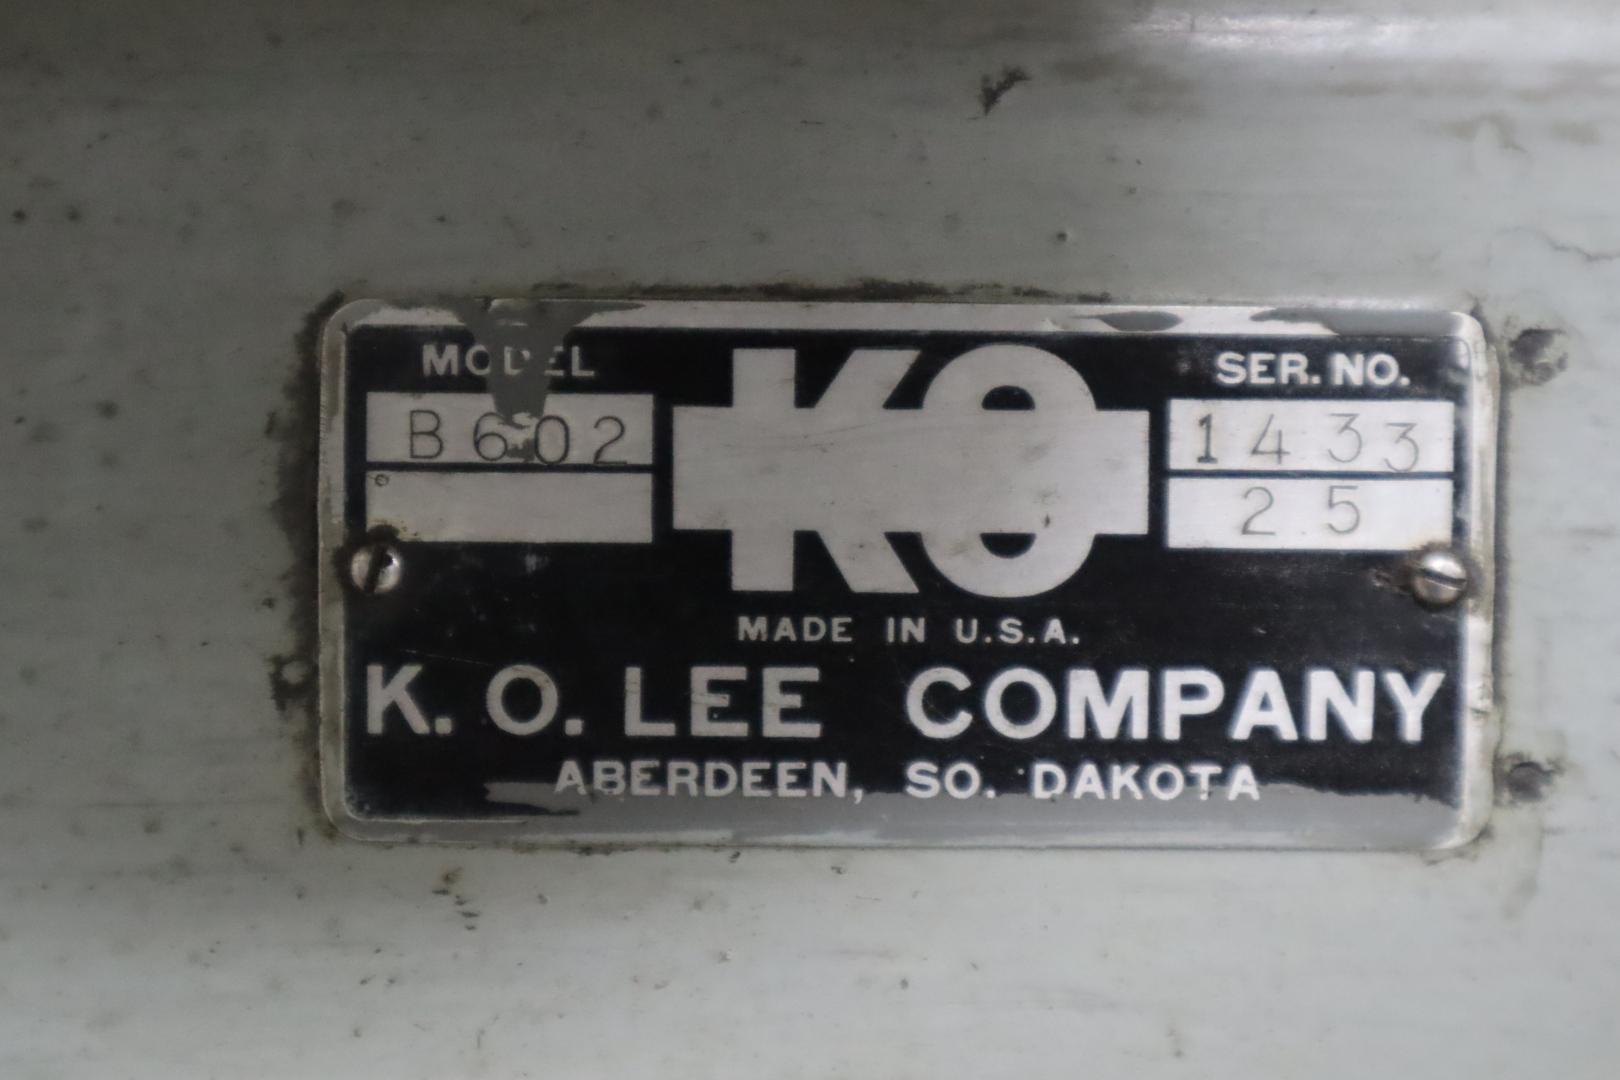 MODEL KO SER. NO.
B602 1433
25
MADE IN U.S.A.
K. O. LEE COMPANY
ABERDEEN, SO. DAKOTA